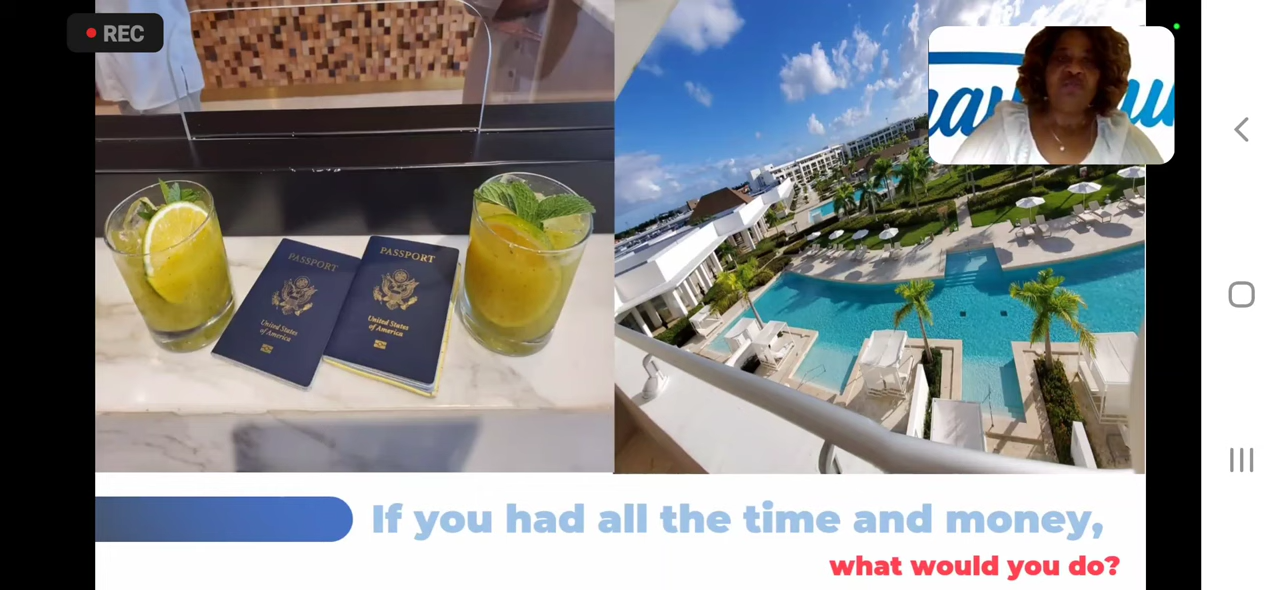 REC
PASSPORT
United States
of America
PASSPORT
United States
of America
If you had all the time and money,
what would you do?